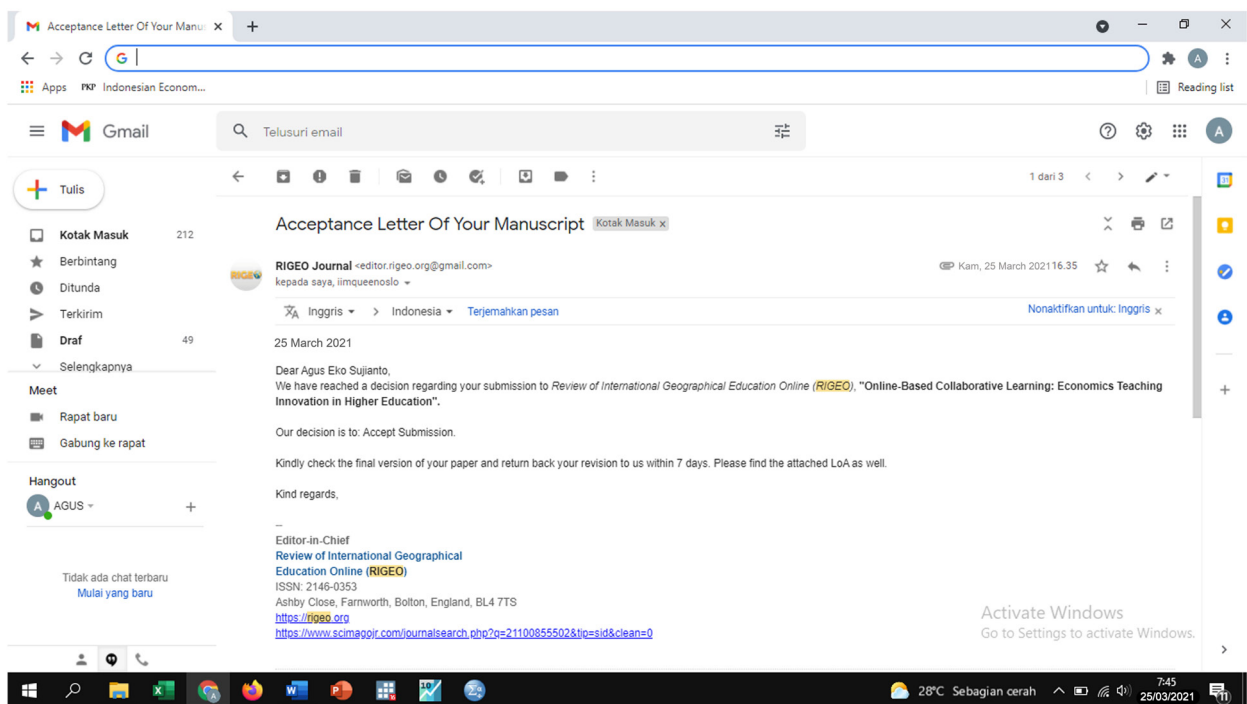 Acceptance Letter Of Your Manus
Apps PKP Indonesian Econom...
Reading list
Gmail
Telusuri email
A
Tulis
1 dari 3
Kotak Masuk 212
Berbintang
Ditunda
Terkirim
Draf 49
Selengkapnya
Meet
Rapat baru
Gabung ke rapat
Hangout
A AGUS
Tidak ada chat terbaru
Mulai yang baru
Acceptance Letter Of Your Manuscript Kotak Masuk x
RIGEO
RIGEO Journal <editor.rigeo.org@gmail.com>
Kam, 25 March 2021 16.35
kepada saya, iimqueenoslo
Inggris > Indonesia Terjemahkan pesan
Nonaktifkan untuk: Inggris x
25 March 2021
Dear Agus Eko Sujianto,
We have reached a decision regarding your submission to Review of International Geographical Education Online (RIGEO), "Online-Based Collaborative Learning: Economics Teaching
Innovation in Higher Education".
Our decision is to: Accept Submission.
Kindly check the final version of your paper and return back your revision to us within 7 days. Please find the attached LoA as well.
Kind regards,
--
Editor-in-Chief
Review of International Geographical
Education Online (RIGEO)
ISSN: 2146-0353
Ashby Close, Farnworth, Bolton, England, BL4 7TS
https://rigeo.org
https://www.scimagojr.com/journalsearch.php?q=21100855502&tip=sid&clean=0
Activate Windows
Go to Settings to activate Windows.
28°C Sebagian cerah
7:45
25/03/2021